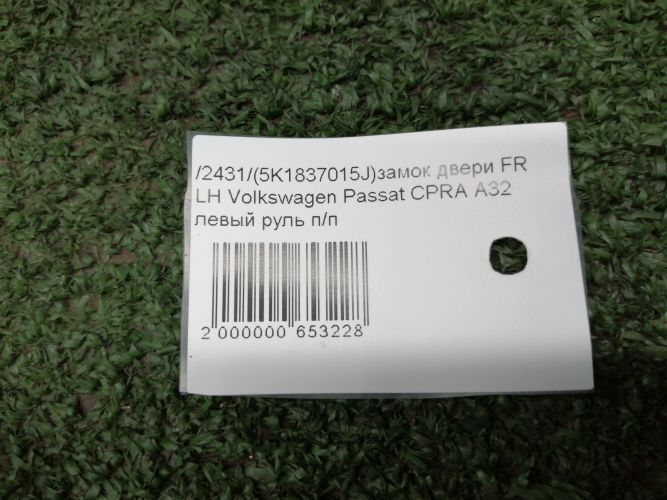 /2431/(5K1837015J)замок двери FR
LH Volkswagen Passat CPRA A32
левый руль п/п
2 000000 653228